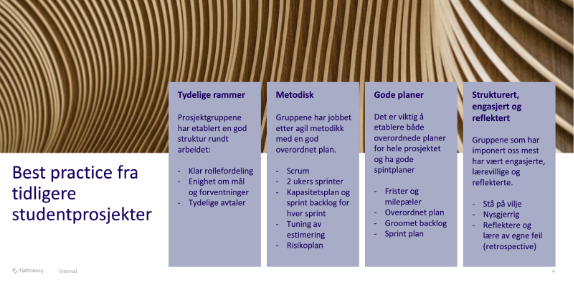 Best practice fra
tidligere
studentprosjekter
Tydelige rammer
Prosjektgruppene
har etablert en god
struktur rundt
arbeidet:
- Klar rollefordeling
- Enighet om mål
og forventninger
- Tydelige avtaler
Metodisk
Gruppene har jobbet
etter agil metodikk
med en god
overordnet plan.
- Scrum
- 2 ukers sprinter
- Kapasitetsplan og
sprint backlog for
hver sprint
- Tuning av
estimering
- Risikoplan
Gode planer
Det er viktig å
etablere både
overordnede planer
for hele prosjektet
og ha gode
spintplaner
- Frister og
milepæler
- Overordnet plan
- Groomet backlog
- Sprint plan
Strukturert,
engasjert og
reflektert
Gruppene som har
imponert oss mest
har vært engasjerte,
lærevillige og
reflekterte.
- Stå på vilje
- Nysgjerrig
- Reflektere og
lære av egne feil
(retrospective)
Internal
4